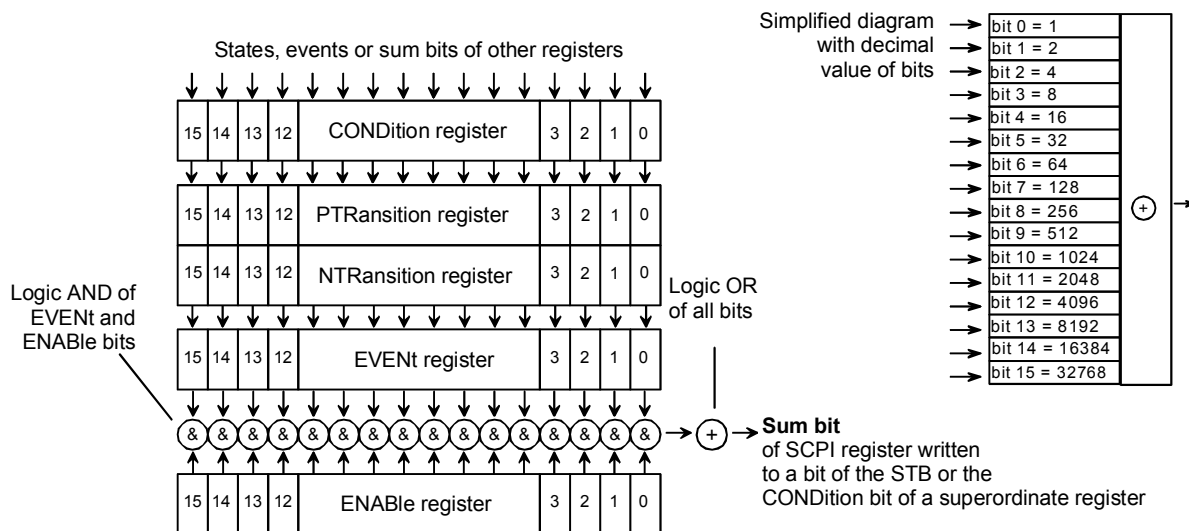 States, events or sum bits of other registers
15 14 13 12 CONDition register 3 2 1 0
15 14 13 12 PTRansition register 3 2 1 0
15 14 13 12 NTRansition register 3 2 1 0
Logic AND of
EVENt and
ENABle bits
Logic OR
of all bits
15 14 13 12 EVENt register 3 2 1 0
& & & & & & & & & & & & & & & & +
Sum bit
of SCPI register written
to a bit of the STB or the
CONDition bit of a superordinate register
15 14 13 12 ENABle register 3 2 1 0
Simplified diagram
with decimal
value of bits
bit 0 = 1
bit 1 = 2
bit 2 = 4
bit 3 = 8
bit 4 = 16
bit 5 = 32
bit 6 = 64
bit 7 = 128
bit 8 = 256
bit 9 = 512
bit 10 = 1024
bit 11 = 2048
bit 12 = 4096
bit 13 = 8192
bit 14 = 16384
bit 15 = 32768
+